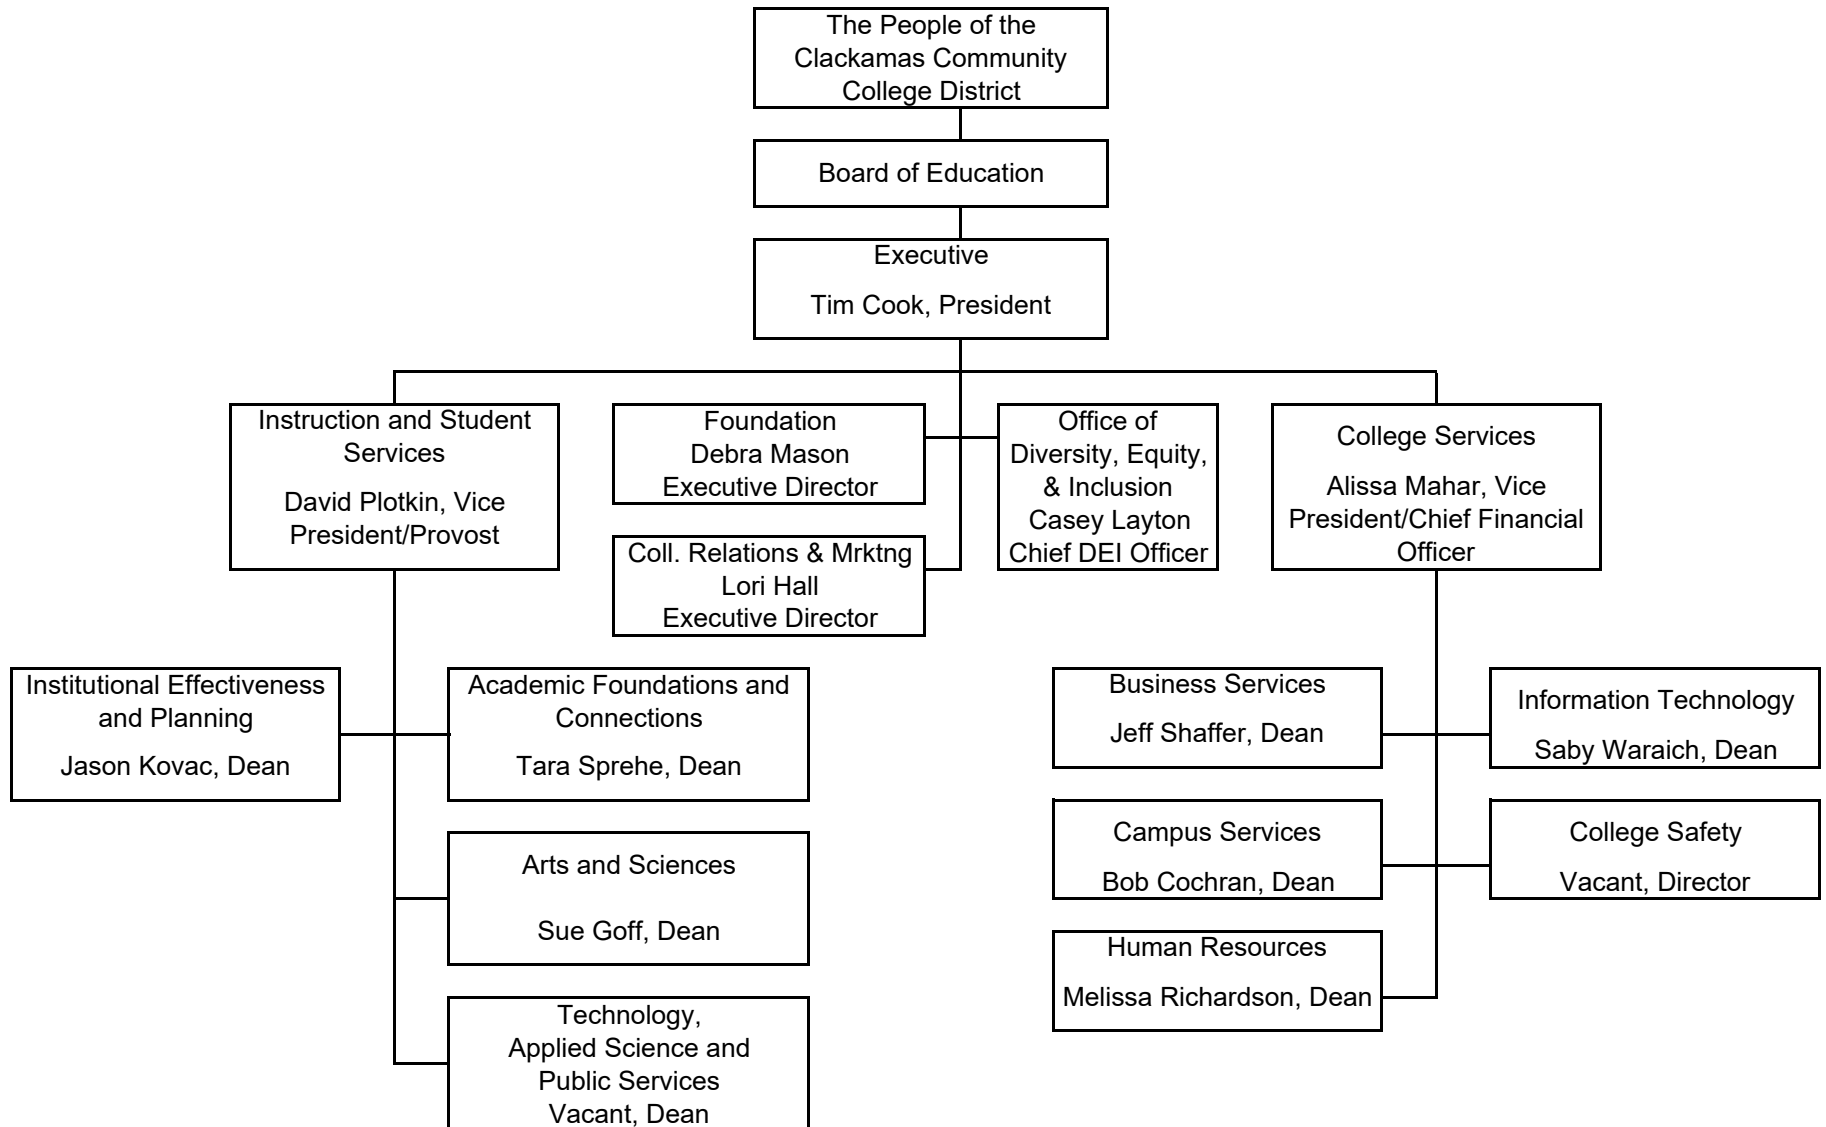 The People of the
Clackamas Community
College District
Board of Education
Executive
Tim Cook, President
Instruction and Student
Services
David Plotkin, Vice
President/Provost
Foundation
Debra Mason
Executive Director
Coll. Relations & Mrktng
Lori Hall
Executive Director
Office of
Diversity, Equity,
& Inclusion
Casey Layton
Chief DEI Officer
College Services
Alissa Mahar, Vice
President/Chief Financial
Officer
Institutional Effectiveness
and Planning
Jason Kovac, Dean
Academic Foundations and
Connections
Tara Sprehe, Dean
Arts and Sciences
Sue Goff, Dean
Technology,
Applied Science and
Public Services
Vacant, Dean
Business Services
Jeff Shaffer, Dean
Information Technology
Saby Waraich, Dean
Campus Services
Bob Cochran, Dean
College Safety
Vacant, Director
Human Resources
Melissa Richardson, Dean